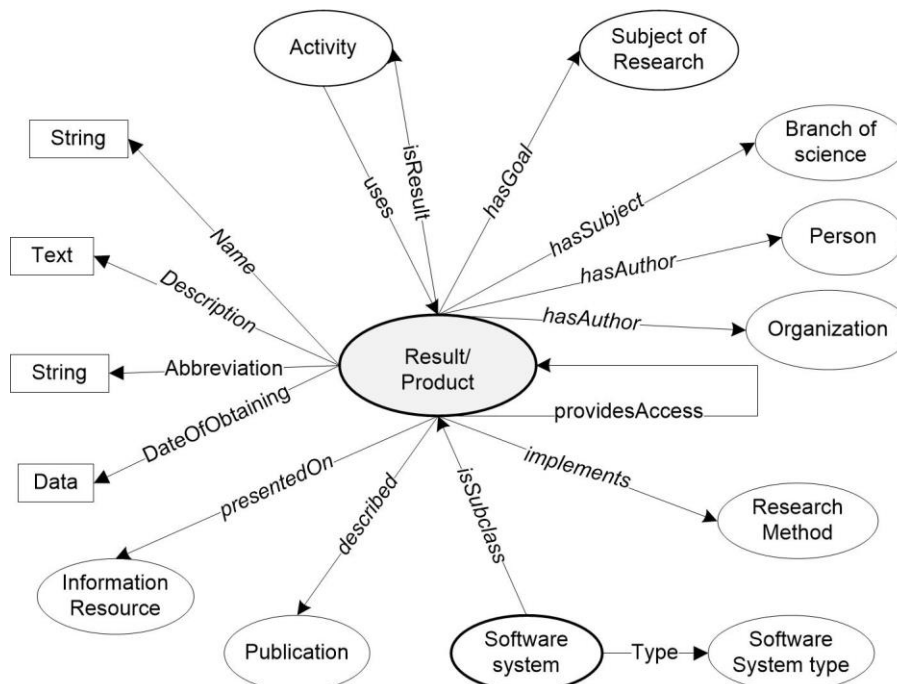 Activity
Subject of
Research
String
Branch of
science
isResult
uses
hasGoal
hasSubject
Name
Person
Text
hasAuthor
Description
hasAuthor
Organization
Result/
Product
String
Abbreviation
providesAccess
DateOfObtaining
Data
presentedOn
described
isSubclass
implements
Research
Method
Information
Resource
Publication
Software
system
Type
Software
System type